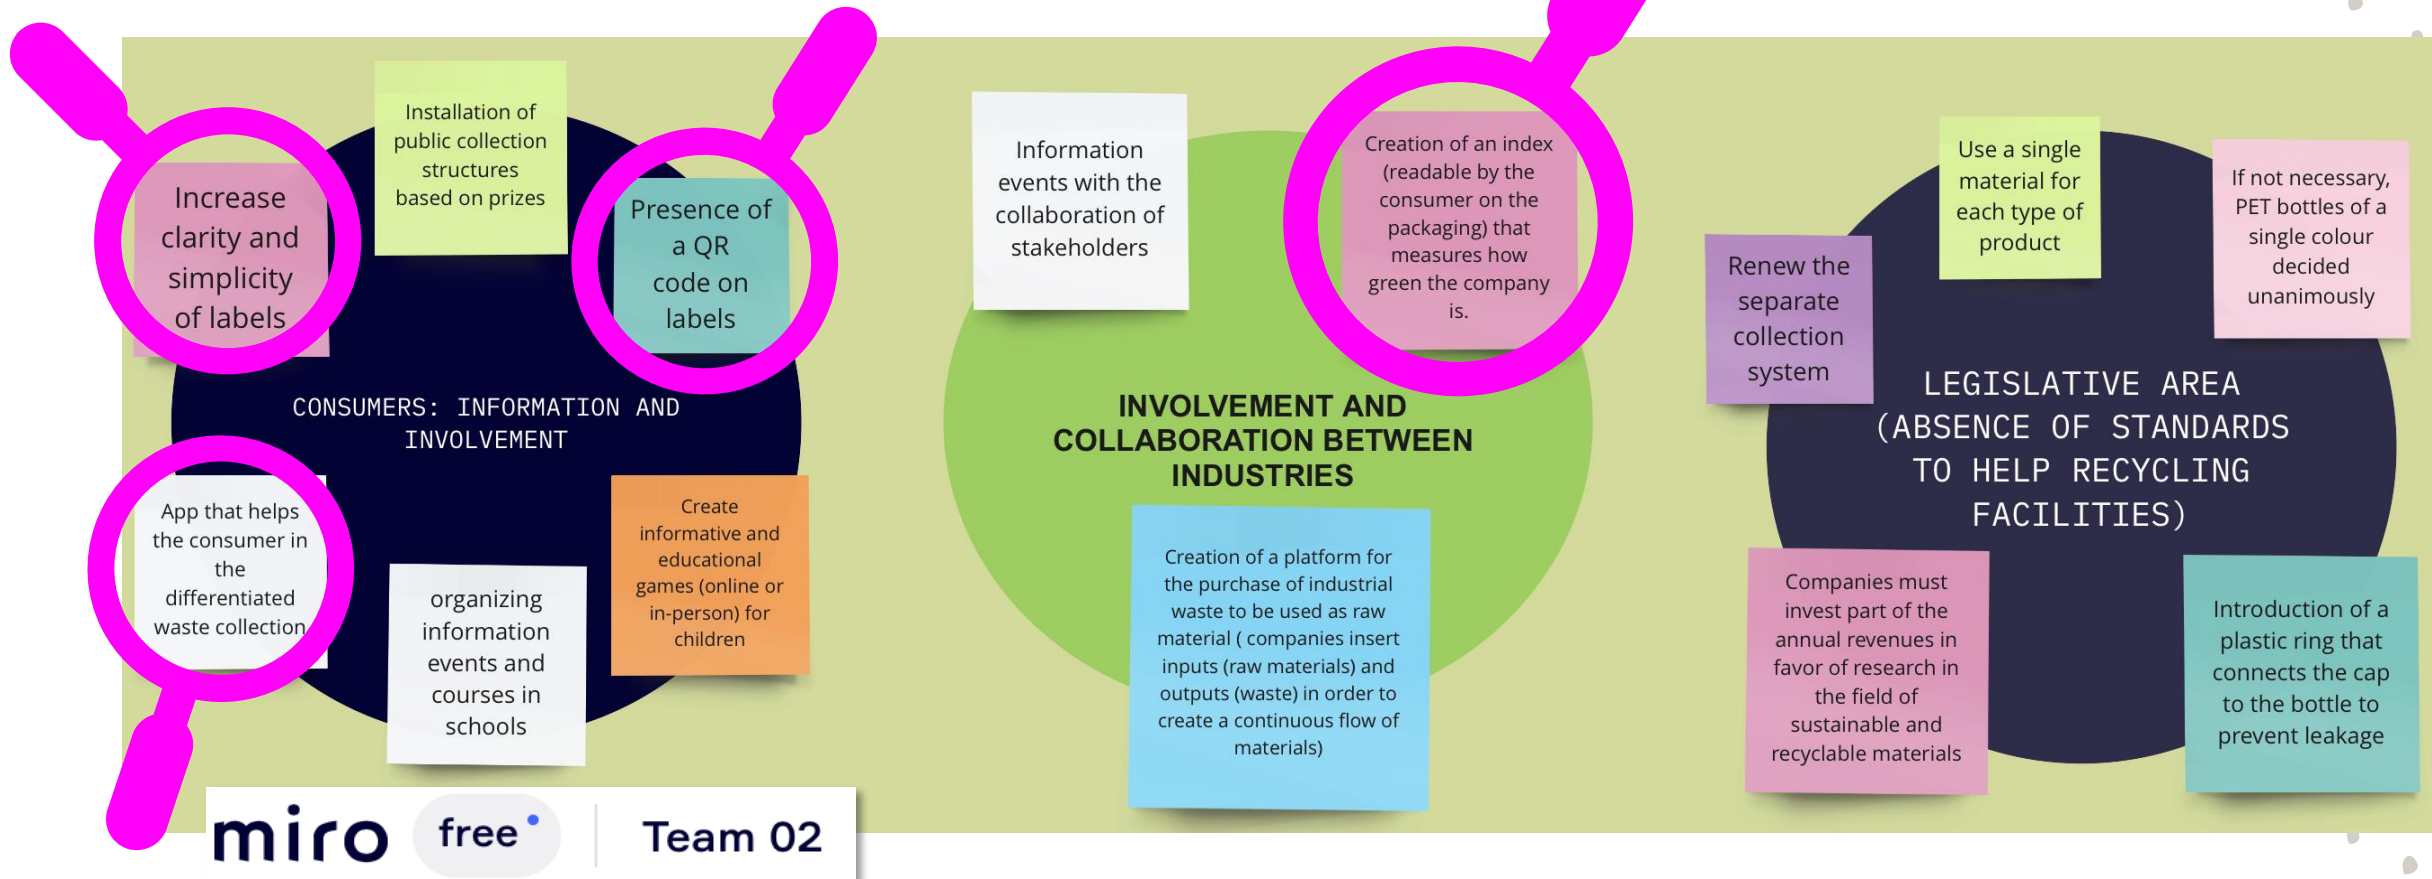 Increase
clarity and
simplicity
of labels
Installation of
public collection
structures
based on prizes
Presence of
a QR
code on
labels
CONSUMERS: INFORMATION AND
INVOLVEMENT
App that helps
the consumer in
the
differentiated
waste collection
organizing
information
events and
courses in
schools
Create
informative and
educational
games (online or
in-person) for
children
Information
events with the
collaboration of
stakeholders
Creation of an index
(readable by the
consumer on the
packaging) that
measures how
green the company
is.
INVOLVEMENT AND
COLLABORATION BETWEEN
INDUSTRIES
Creation of a platform for
the purchase of industrial
waste to be used as raw
material ( companies insert
inputs (raw materials) and
outputs (waste) in order to
create a continuous flow of
materials)
Renew the
separate
collection
system
Use a single
material for
each type of
product
If not necessary,
PET bottles of a
single colour
decided
unanimously
LEGISLATIVE AREA
(ABSENCE OF STANDARDS
TO HELP RECYCLING
FACILITIES)
Companies must
invest part of the
annual revenues in
favor of research in
the field of
sustainable and
recyclable materials
Introduction of a
plastic ring that
connects the cap
to the bottle to
prevent leakage
miro free Team 02